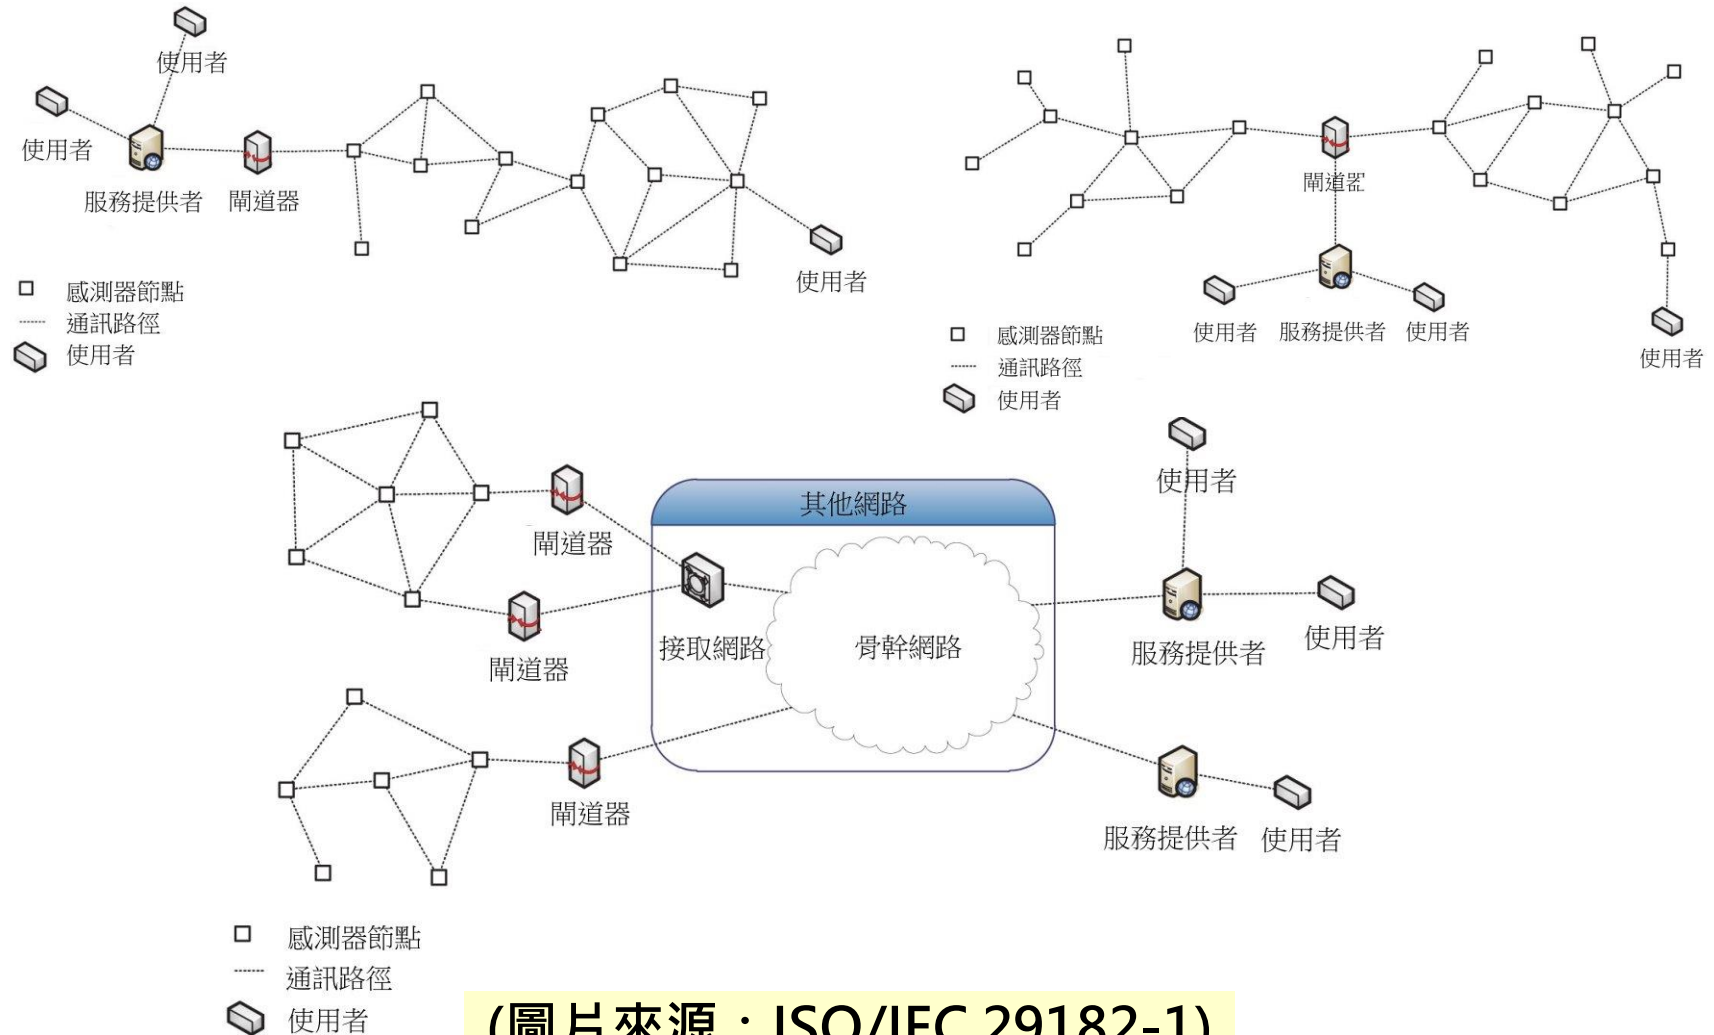 使用者
使用者
服務提供者
閘道器
使用者
感測器節點
通訊路徑
使用者
閘道器
使用者
服務提供者
使用者
使用者
感測器節點
通訊路徑
使用者
其他網路
使用者
閘道器
閘道器
接取網路
骨幹網路
服務提供者
使用者
閘道器
服務提供者
使用者
感測器節點
通訊路徑
使用者
(圖片來源：ISO/IEC 29182-1)